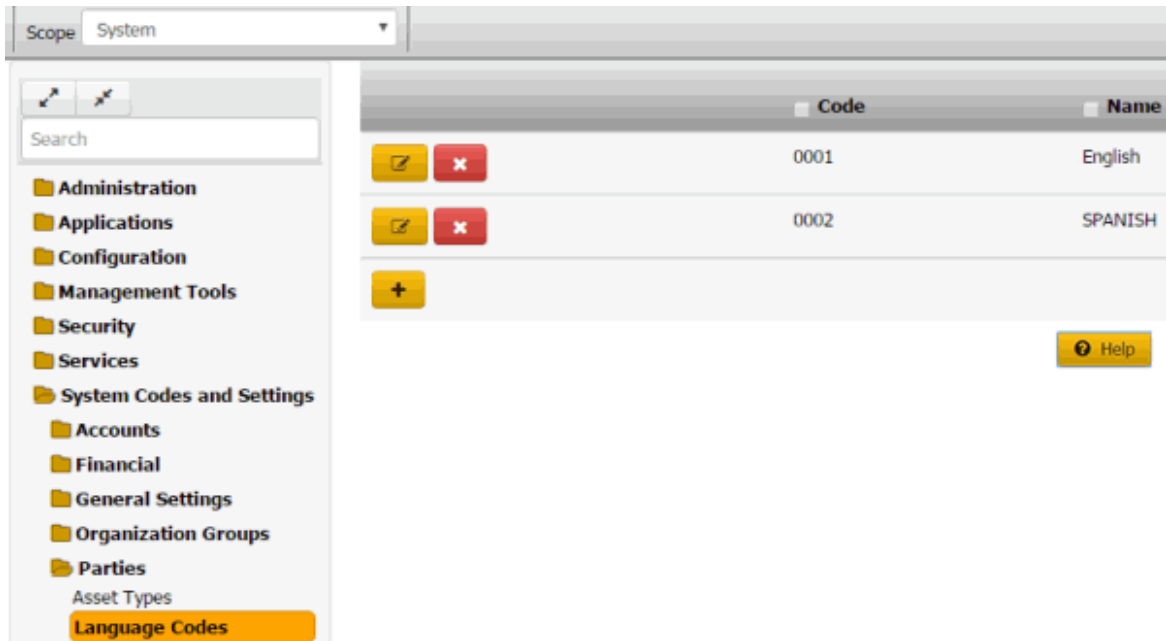 Scope System
Search
Administration
Applications
Configuration
Management Tools
Security
Services
System Codes and Settings
Accounts
Financial
General Settings
Organization Groups
Parties
Asset Types
Language Codes
Code Name
0001 English
0002 SPANISH
Help